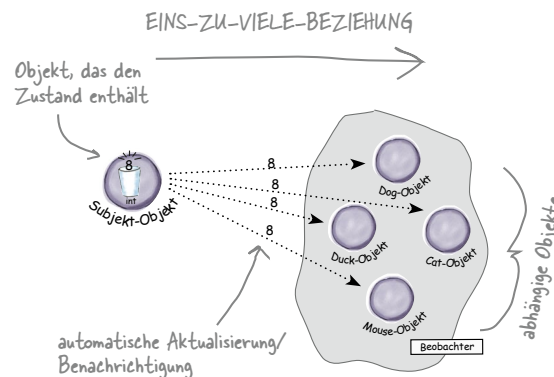 EINS-ZU-VIELE-BEZIEHUNG
Objekt, das den
Zustand enthält
8
int
Subjekt-Objekt
8
8
8
8
Dog-Objekt
Duck-Objekt
Cat-Objekt
Mouse-Objekt
abhängige Objekte
Beobachter
automatische Aktualisierung/
Benachrichtigung